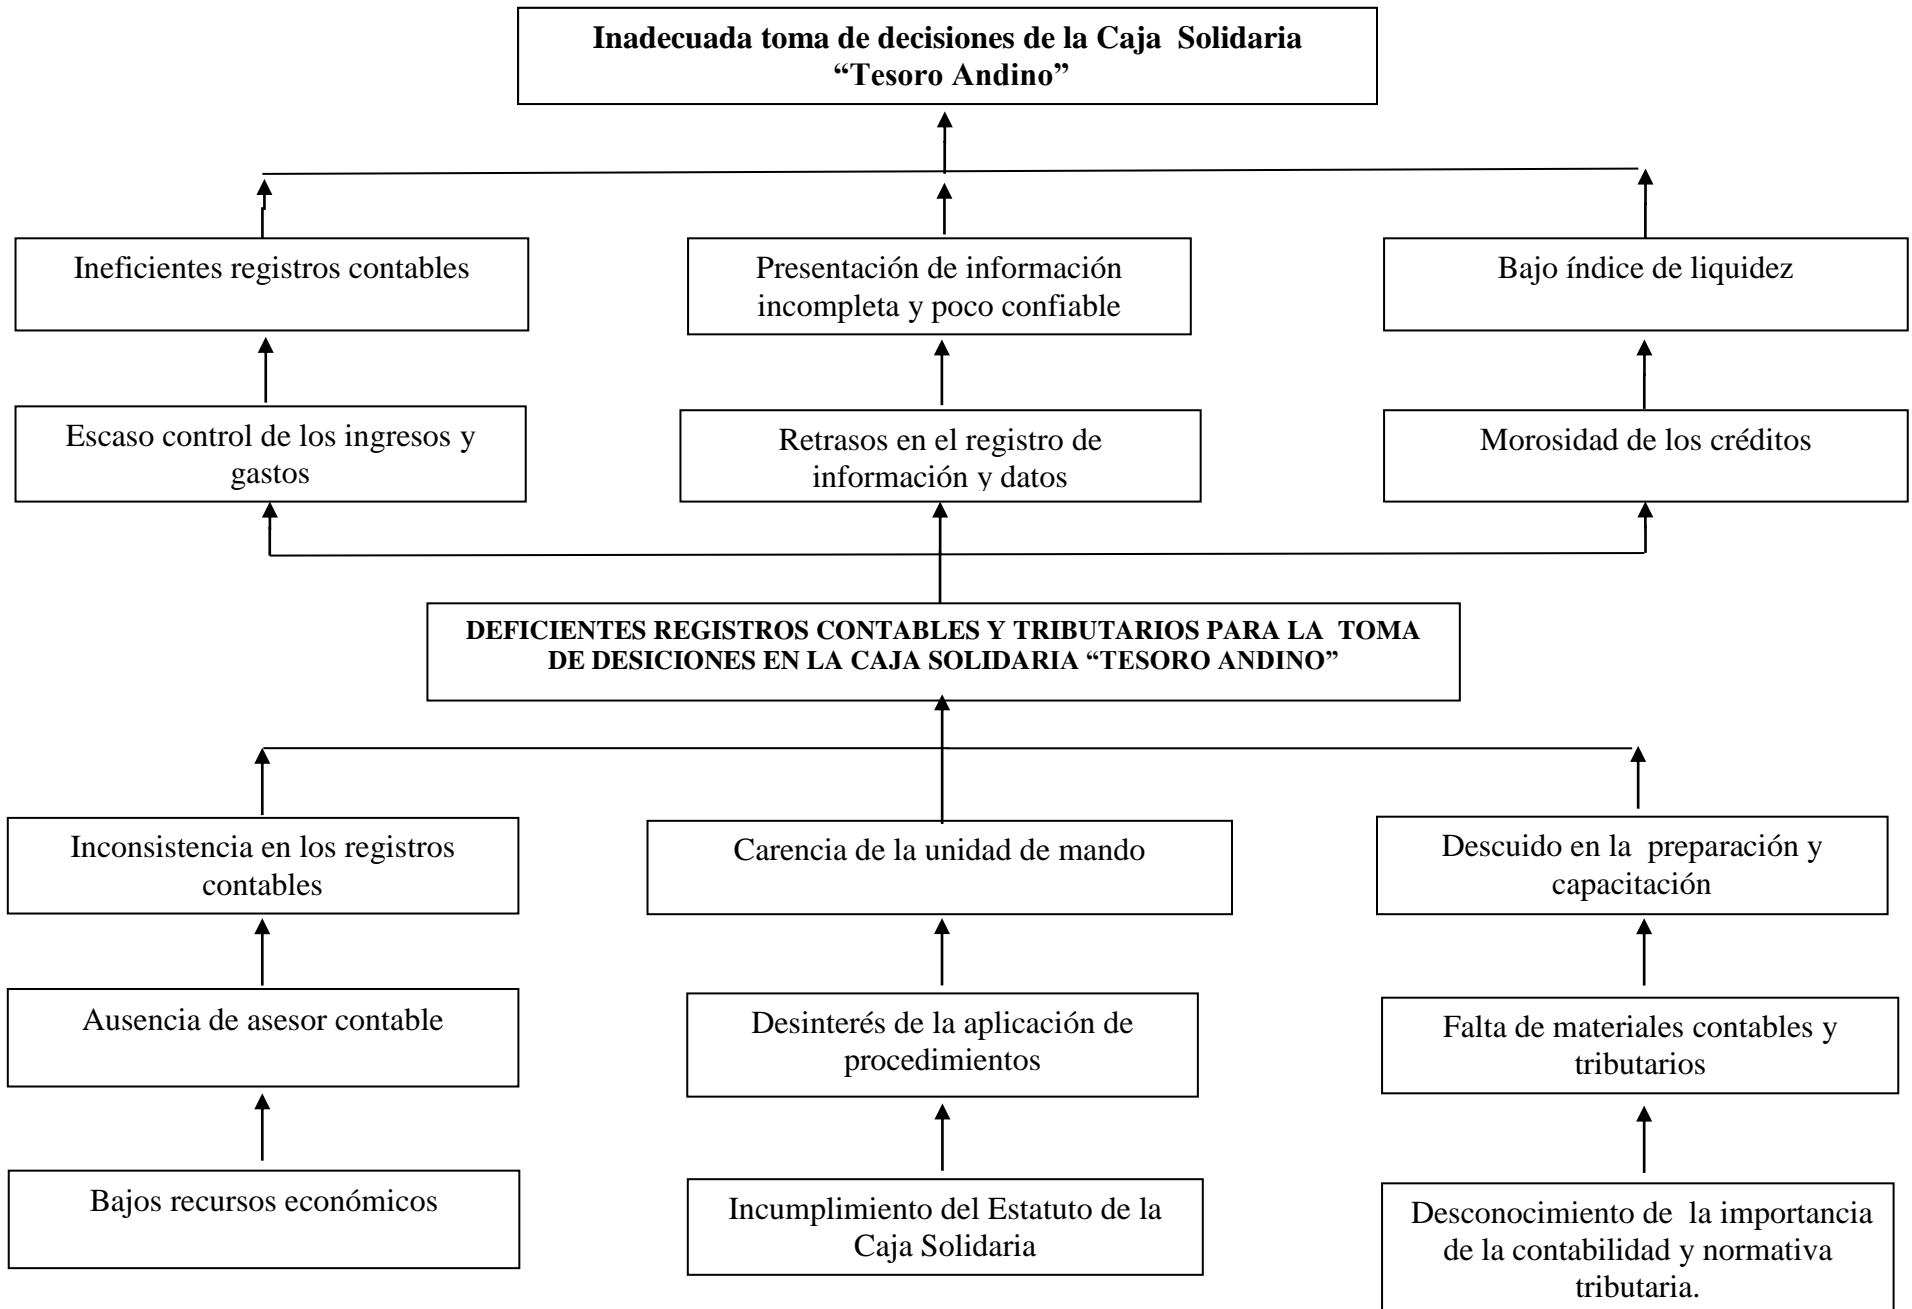 Inadecuada toma de decisiones de la Caja  Solidaria
“Tesoro Andino”
Ineficientes registros contables
Presentación de información
incompleta y poco confiable
Bajo índice de liquidez
Escaso control de los ingresos y
gastos
Retrasos en el registro de
información y datos
Morosidad de los créditos
DEFICIENTES REGISTROS CONTABLES Y TRIBUTARIOS PARA LA  TOMA
DE DESICIONES EN LA CAJA SOLIDARIA “TESORO ANDINO”
Inconsistencia en los registros
contables
Carencia de la unidad de mando
Descuido en la  preparación y
capacitación
Ausencia de asesor contable
Desinterés de la aplicación de
procedimientos
Falta de materiales contables y
tributarios
Bajos recursos económicos
Incumplimiento del Estatuto de la
Caja Solidaria
Desconocimiento de  la importancia
de la contabilidad y normativa
tributaria.